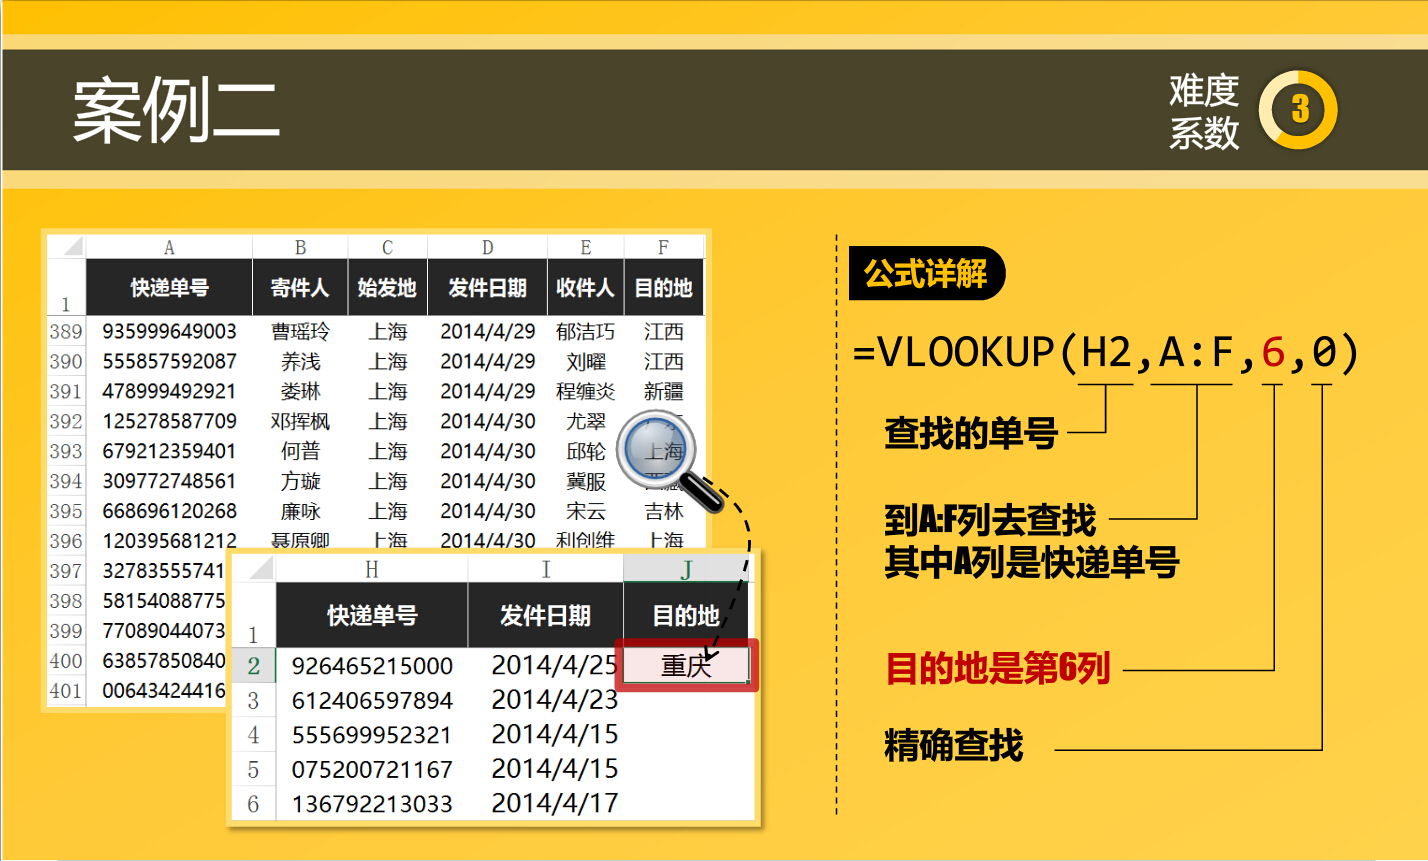 案例二
难度
系数
3
A B C D E F
1 快递单号 寄件人 始发地 发件日期 收件人 目的地
389 935999649003 曹瑶玲 上海 2014/4/29 郁洁巧 江西
390 555857592087 养浅 上海 2014/4/29 刘曜 江西
391 478999492921 娄琳 上海 2014/4/29 程缠炎 新疆
392 125278587709 邓挥枫 上海 2014/4/30 尤翠
393 679212359401 何普 上海 2014/4/30 邱轮 上海
394 309772748561 方璇 上海 2014/4/30 冀服
395 668696120268 廉咏 上海 2014/4/30 宋云 吉林
396 120395681212 聂原卿 上海 2014/4/30 利创维 上海
397 32783555741
398 58154088775
399 77089044073
400 63857850840
401 00643424416
H I J
1 快递单号 发件日期 目的地
2 926465215000 2014/4/25 重庆
3 612406597894 2014/4/23
4 555699952321 2014/4/15
5 075200721167 2014/4/15
6 136792213033 2014/4/17
公式详解
=VLOOKUP(H2,A:F,6,0)
查找的单号
到A:F列去查找
其中A列是快递单号
目的地是第6列
精确查找